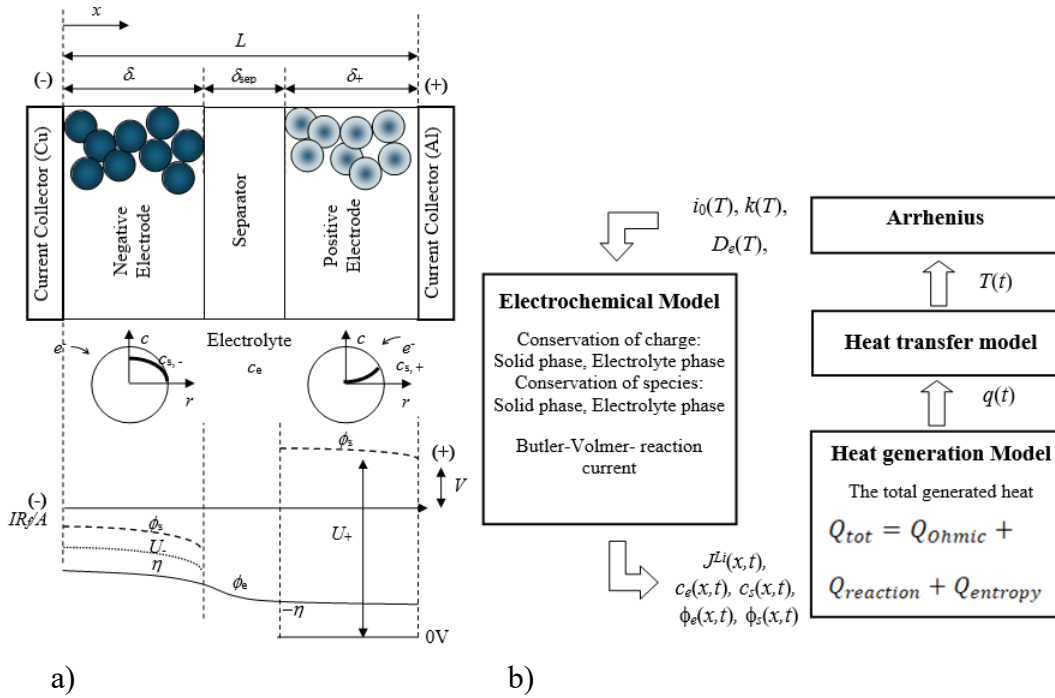 x
L
(-)
δ-
δsep
δ+
(+)
Current Collector (Cu)
Negative
Electrode
Separator
Positive
Electrode
Current Collector (Al)
e-
c
cs, -
r
Electrolyte
ce
c
e-
cs, +
r
ϕs
(+)
V
(-)
IRf/A
ϕs
U-
η
ϕe
U+
−η
0V
a)
i0(T), k(T),
De(T),
Arrhenius
T(t)
Electrochemical Model
Conservation of charge:
Solid phase, Electrolyte phase
Conservation of species:
Solid phase, Electrolyte phase
Butler-Volmer- reaction
current
Heat transfer model
q(t)
Heat generation Model
The total generated heat
Qtot = QOhmic +
Qreaction + Qentropy
JLi(x,t),
ce(x,t), cs(x,t),
ϕe(x,t), ϕs(x,t)
b)